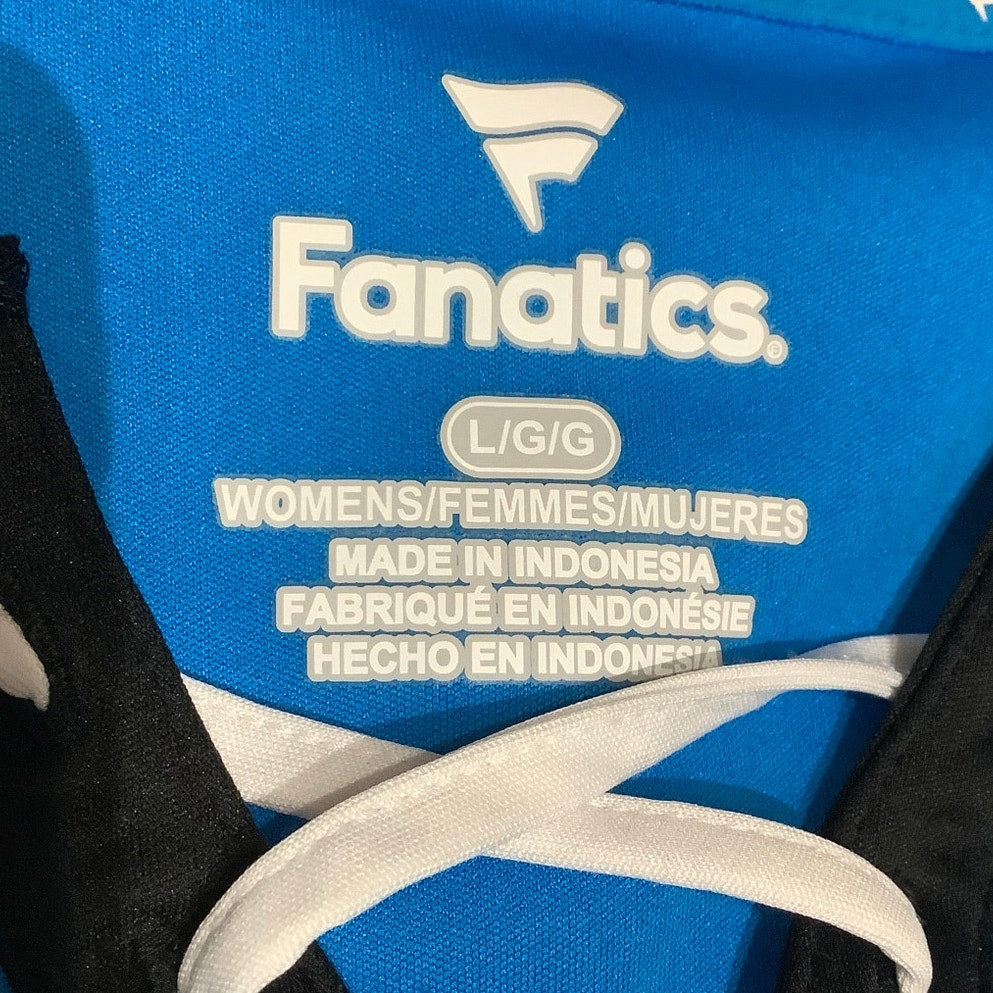 Fanatics.
L/G/G
WOMENS/FEMMES/MUJERES
MADE IN INDONESIA
FABRIQUÉ EN INDONÉSIE
HECHO EN INDONESIA